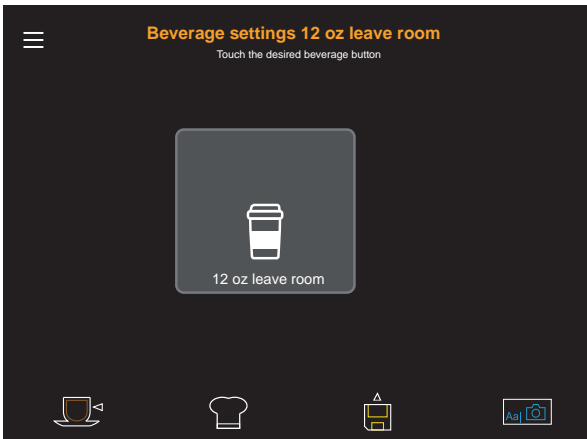 Beverage settings 12 oz leave room
Touch the desired beverage button
12 oz leave room
Aa|